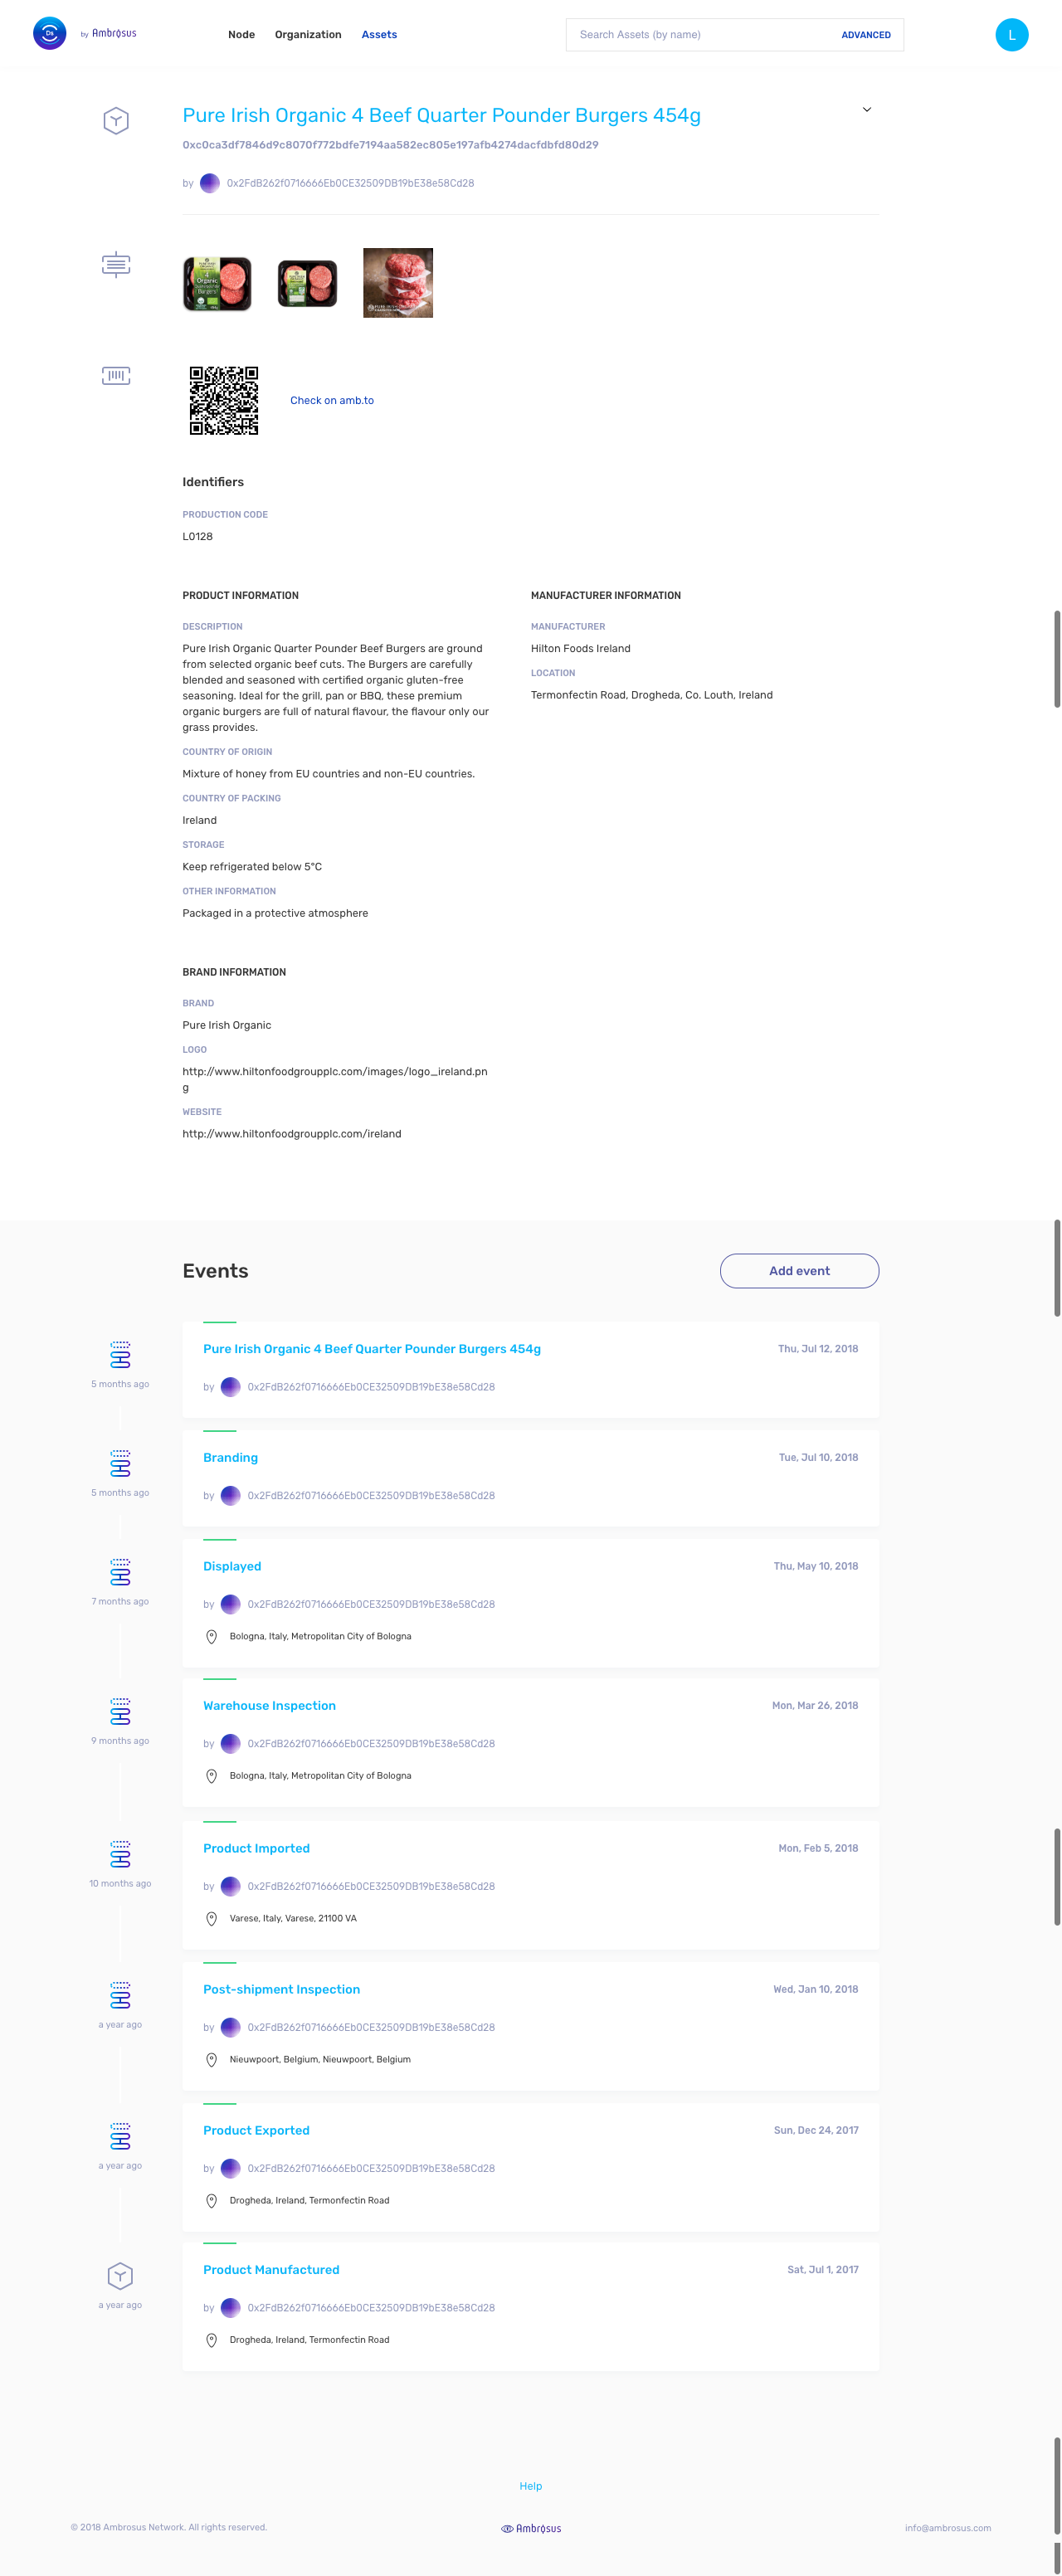 Ds
by Ambrosus
Node Organization Assets
Search Assets (by name) ADVANCED
L
Pure Irish Organic 4 Beef Quarter Pounder Burgers 454g
0xc0ca3df7846d9c8070f772bdfe7194aa582ec805e197afb4274dacfdbfd80d29
by 0x2FdB262f0716666Eb0CE32509DB19bE38e58Cd28
Check on amb.to
Identifiers
PRODUCTION CODE
L0128
PRODUCT INFORMATION
DESCRIPTION
Pure Irish Organic Quarter Pounder Beef Burgers are ground
from selected organic beef cuts. The Burgers are carefully
blended and seasoned with certified organic gluten-free
seasoning. Ideal for the grill, pan or BBQ, these premium
organic burgers are full of natural flavour, the flavour only our
grass provides.
COUNTRY OF ORIGIN
Mixture of honey from EU countries and non-EU countries.
COUNTRY OF PACKING
Ireland
STORAGE
Keep refrigerated below 5°C
OTHER INFORMATION
Packaged in a protective atmosphere
MANUFACTURER INFORMATION
MANUFACTURER
Hilton Foods Ireland
LOCATION
Termonfectin Road, Drogheda, Co. Louth, Ireland
BRAND INFORMATION
BRAND
Pure Irish Organic
LOGO
http://www.hiltonfoodgroupplc.com/images/logo_ireland.pn
g
WEBSITE
http://www.hiltonfoodgroupplc.com/ireland
Events
Add event
5 months ago
Pure Irish Organic 4 Beef Quarter Pounder Burgers 454g Thu, Jul 12, 2018
by 0x2FdB262f0716666Eb0CE32509DB19bE38e58Cd28
5 months ago
Branding Tue, Jul 10, 2018
by 0x2FdB262f0716666Eb0CE32509DB19bE38e58Cd28
7 months ago
Displayed Thu, May 10, 2018
by 0x2FdB262f0716666Eb0CE32509DB19bE38e58Cd28
Bologna, Italy, Metropolitan City of Bologna
9 months ago
Warehouse Inspection Mon, Mar 26, 2018
by 0x2FdB262f0716666Eb0CE32509DB19bE38e58Cd28
Bologna, Italy, Metropolitan City of Bologna
10 months ago
Product Imported Mon, Feb 5, 2018
by 0x2FdB262f0716666Eb0CE32509DB19bE38e58Cd28
Varese, Italy, Varese, 21100 VA
a year ago
Post-shipment Inspection Wed, Jan 10, 2018
by 0x2FdB262f0716666Eb0CE32509DB19bE38e58Cd28
Nieuwpoort, Belgium, Nieuwpoort, Belgium
a year ago
Product Exported Sun, Dec 24, 2017
by 0x2FdB262f0716666Eb0CE32509DB19bE38e58Cd28
Drogheda, Ireland, Termonfectin Road
a year ago
Product Manufactured Sat, Jul 1, 2017
by 0x2FdB262f0716666Eb0CE32509DB19bE38e58Cd28
Drogheda, Ireland, Termonfectin Road
Help
© 2018 Ambrosus Network. All rights reserved.
Ambrosus
info@ambrosus.com